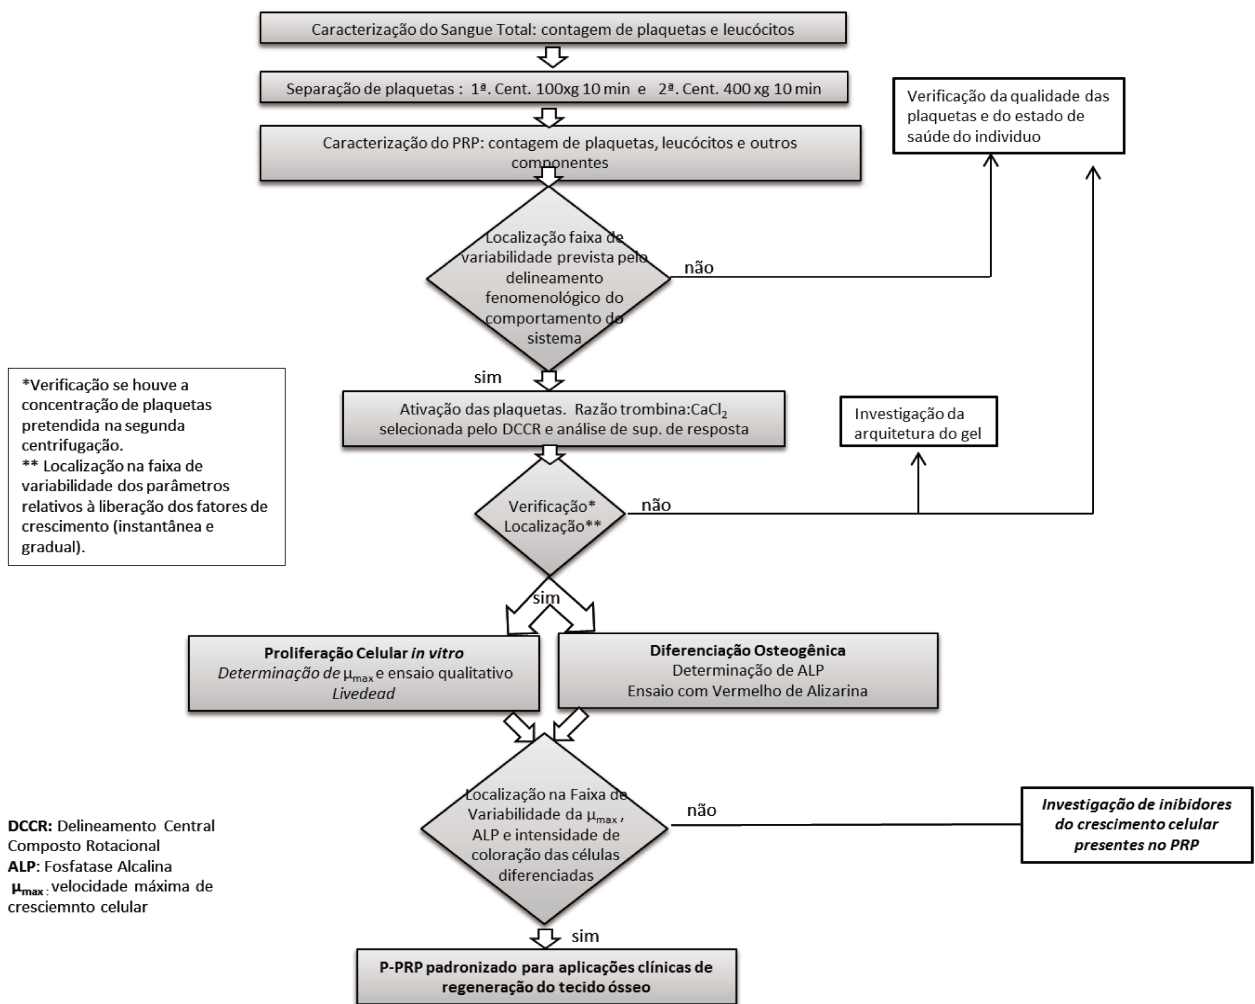 Caracterização do Sangue Total: contagem de plaquetas e leucócitos
Separação de plaquetas : 1ª. Cent. 100xg 10 min e 2ª. Cent. 400 xg 10 min
Caracterização do PRP: contagem de plaquetas, leucócitos e outros
componentes
Verificação da qualidade das
plaquetas e do estado de
saúde do individuo
Localização faixa de
variabilidade prevista pelo
delineamento
fenomenológico do
comportamento do
sistema
não
sim
*Verificação se houve a
concentração de plaquetas
pretendida na segunda
centrifugação.
** Localização na faixa de
variabilidade dos parâmetros
relativos à liberação dos fatores de
crescimento (instantânea e
gradual).
Ativação das plaquetas. Razão trombina:CaCl₂
selecionada pelo DCCR e análise de sup. de resposta
Investigação da
arquitetura do gel
Verificação*
Localização**
não
sim
Proliferação Celular in vitro
Determinação de μmax e ensaio qualitativo
Livedead
Diferenciação Osteogênica
Determinação de ALP
Ensaio com Vermelho de Alizarina
Localização na Faixa de
Variabilidade da μmax ,
ALP e intensidade de
coloração das células
diferenciadas
não
Investigação de inibidores
do crescimento celular
presentes no PRP
DCCR: Delineamento Central
Composto Rotacional
ALP: Fosfatase Alcalina
μmax : velocidade máxima de
cresciemnto celular
sim
P-PRP padronizado para aplicações clínicas de
regeneração do tecido ósseo